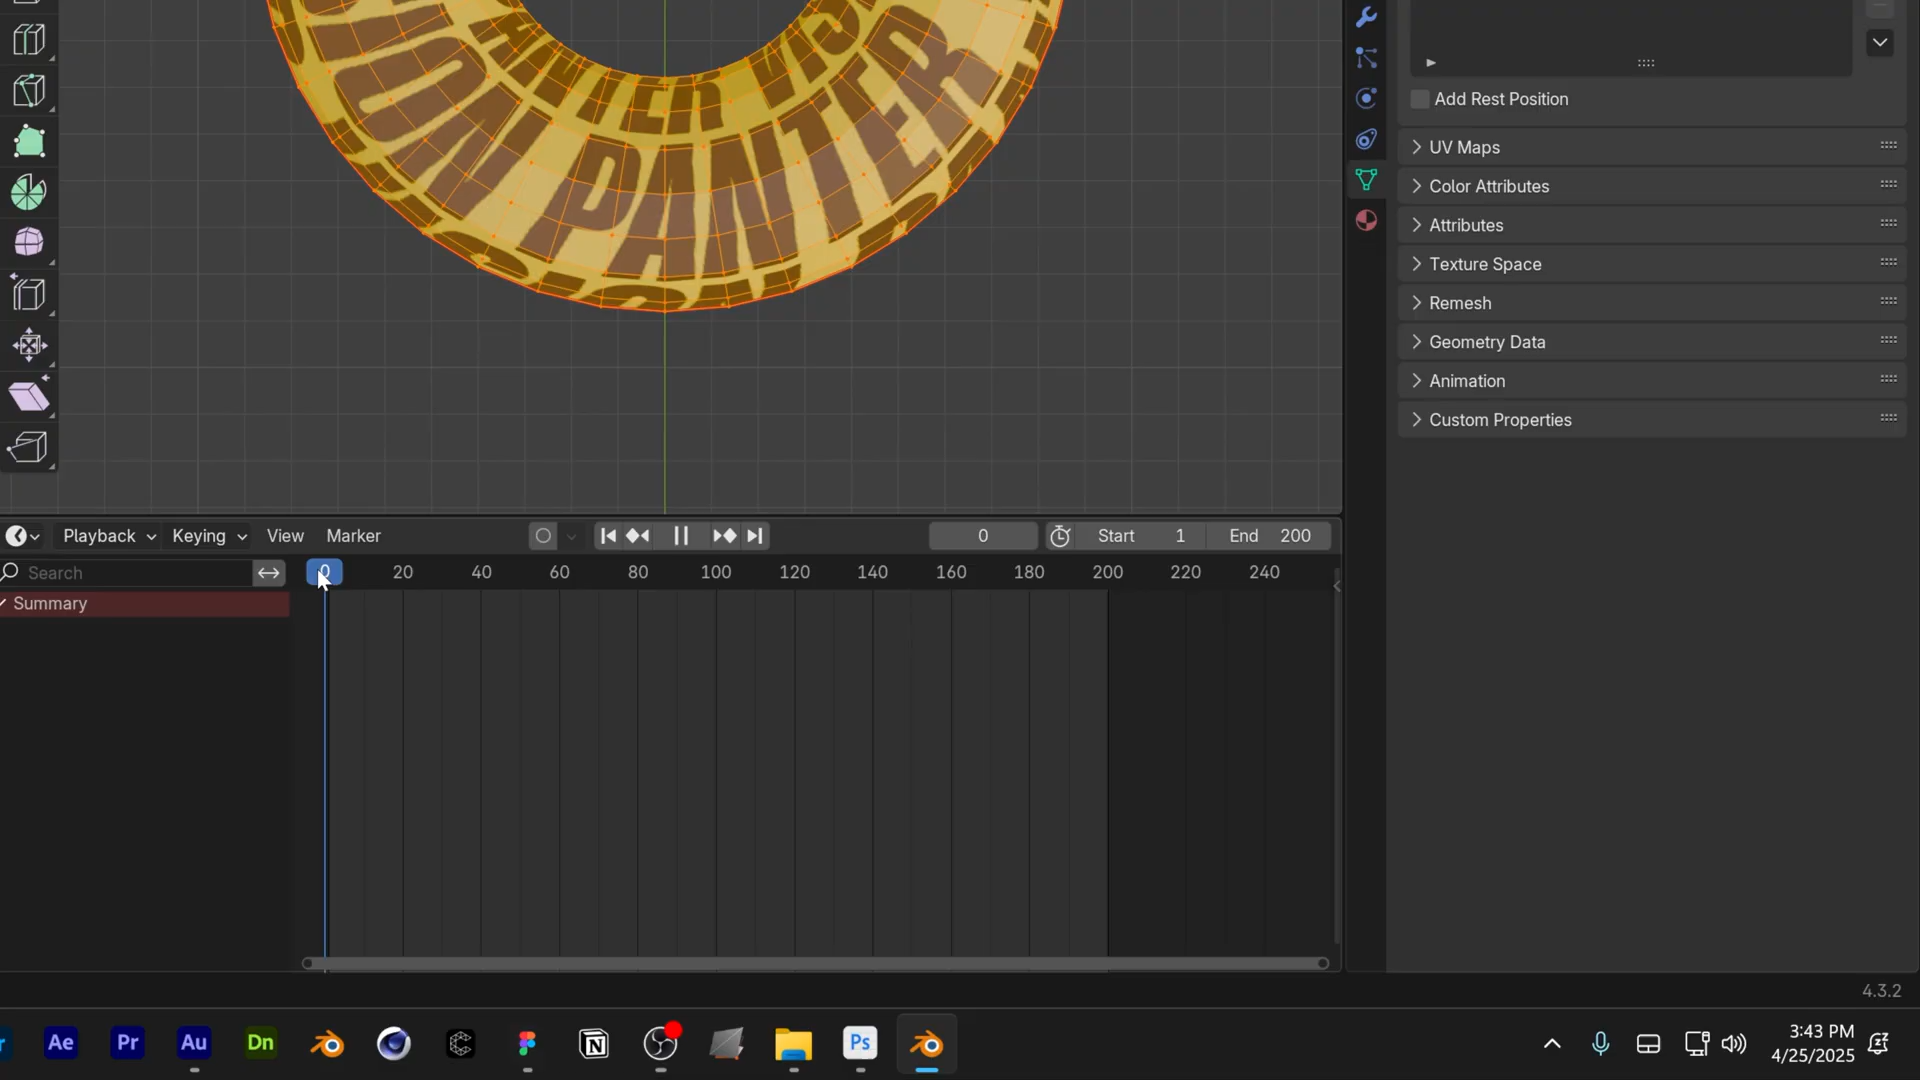 Add Rest Position
UV Maps
Color Attributes
Attributes
Texture Space
Remesh
Geometry Data
Animation
Custom Properties
PANTER
Playback
Keying
View
Marker
0
Start 1
End 200
Search
0 20 40 60 80 100 120 140 160 180 200 220 240
Summary
4.3.2
Ae Pr Au Dn Ps
3:43 PM
4/25/2025